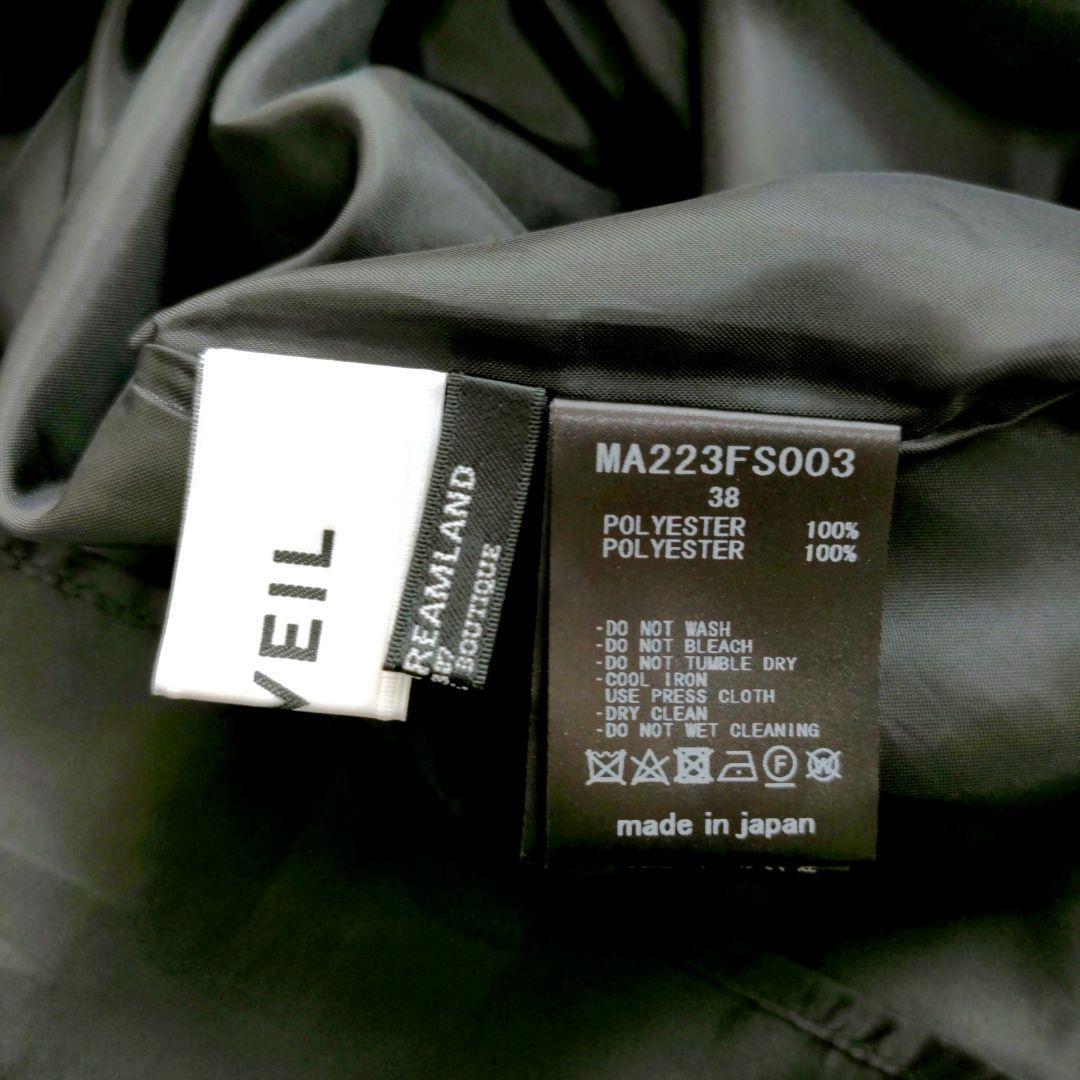 VEIL
REAMLAND
BOUTIQUE
MA223FS003
38
POLYESTER 100%
POLYESTER 100%
-DO NOT WASH
-DO NOT BLEACH
-DO NOT TUMBLE DRY
-COOL IRON
USE PRESS CLOTH
-DRY CLEAN
-DO NOT WET CLEANING
F
W
made in japan